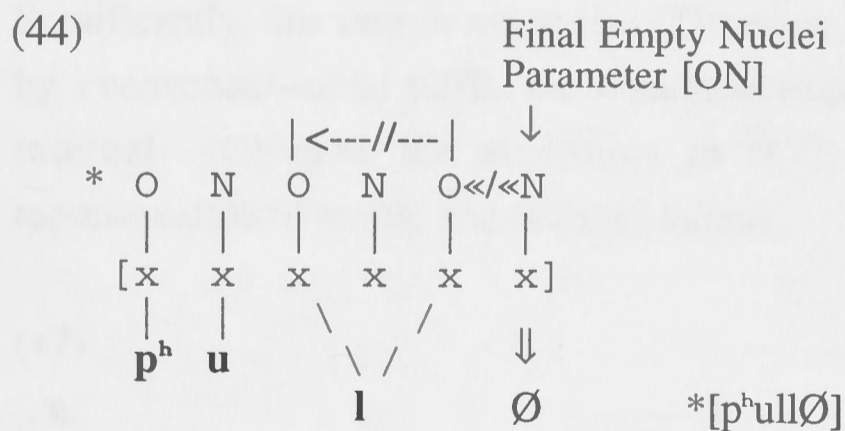 (44) Final Empty Nuclei
Parameter [ON]
|<---//---| ↓
* O N O N O«/«N
| | | | | |
[x x x x x x]
| | \ / ⇓
pʰ u \ /
l Ø *[pʰullØ]